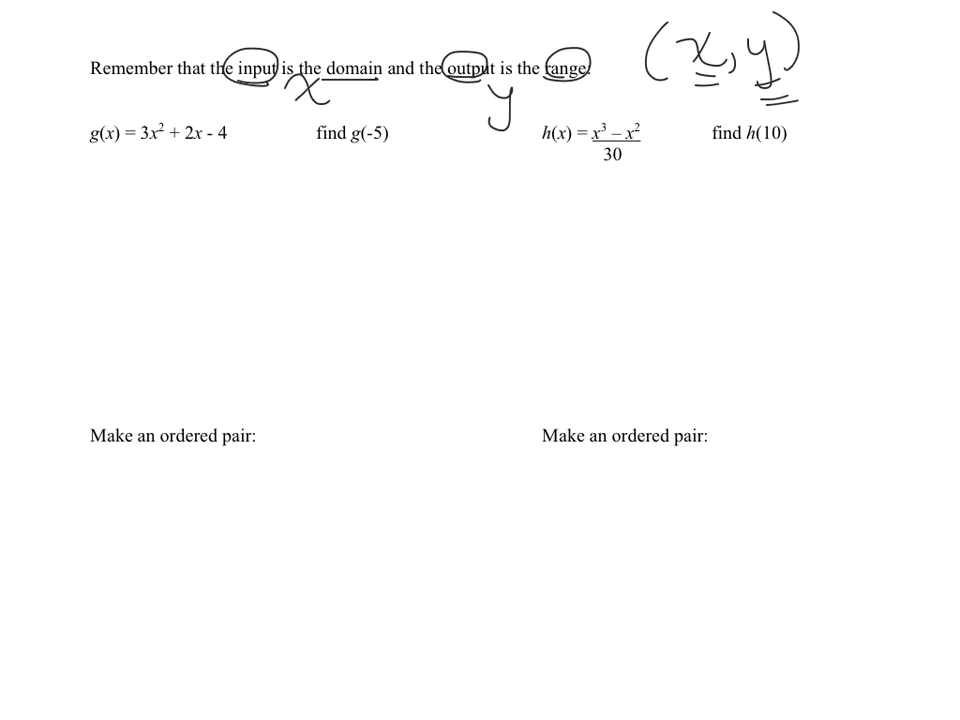 Remember that the input is the domain and the output is the range.
(x, y)
x
y
g(x) = 3x² + 2x - 4 find g(-5)
h(x) = x³ – x² find h(10)
30
Make an ordered pair:
Make an ordered pair: